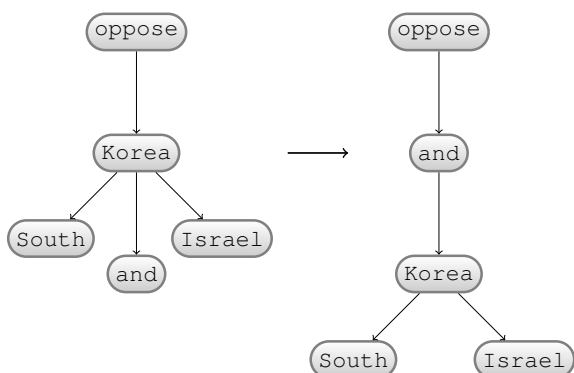 oppose
Korea
South
and
Israel
oppose
and
Korea
South
Israel